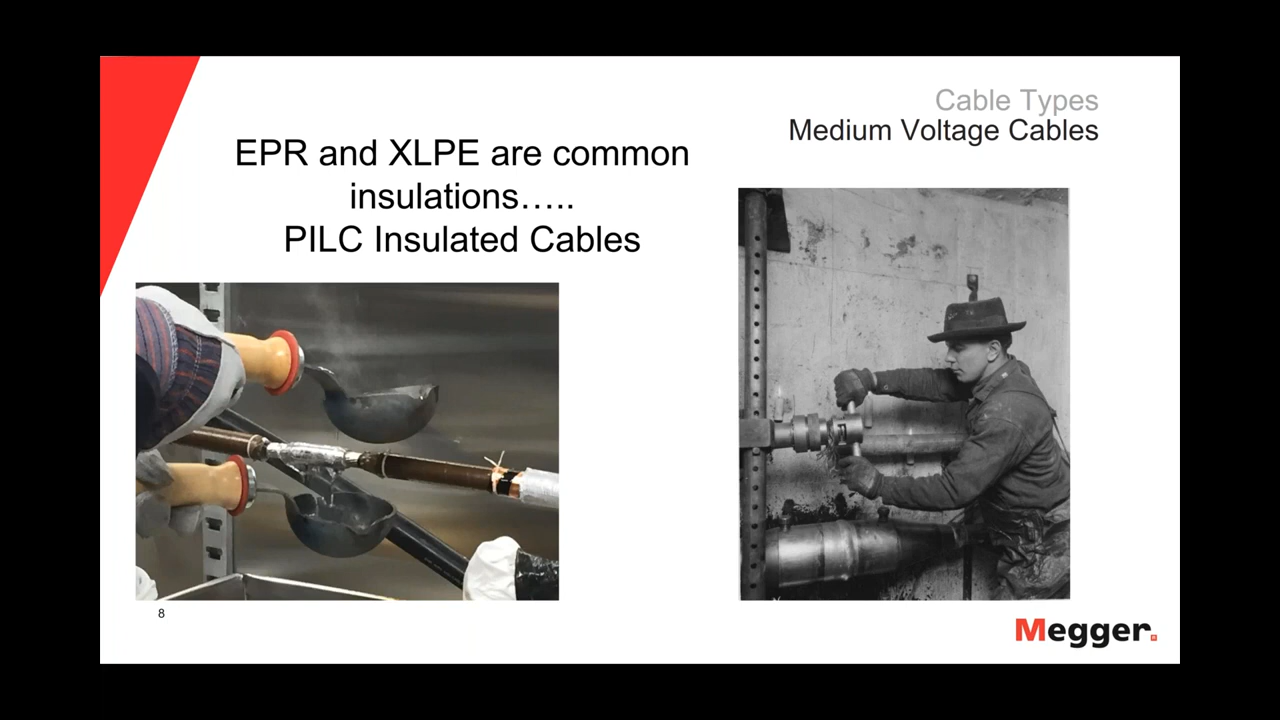 Cable Types
Medium Voltage Cables
EPR and XLPE are common
insulations…..
PILC Insulated Cables
8
Megger.